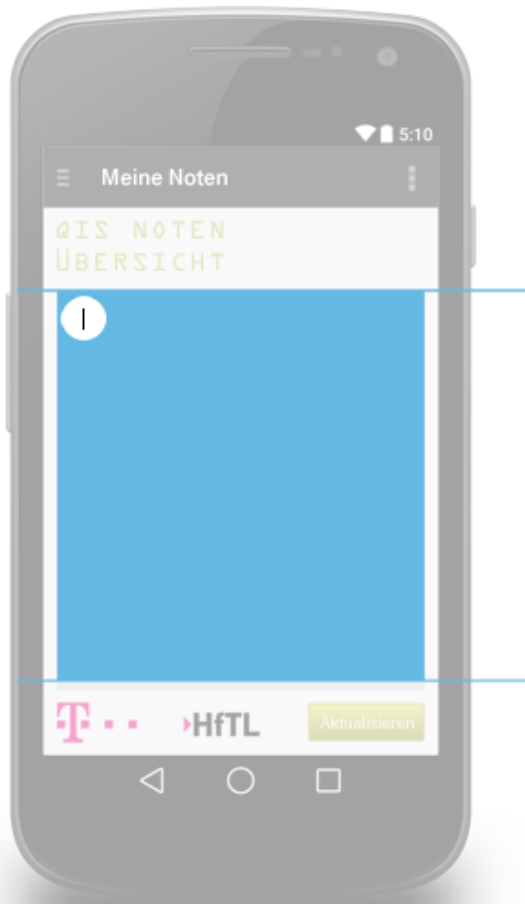 5:10
Meine Noten
QIS NOTEN
ÜBERSICHT
I
T
HfTL
Aktualisieren